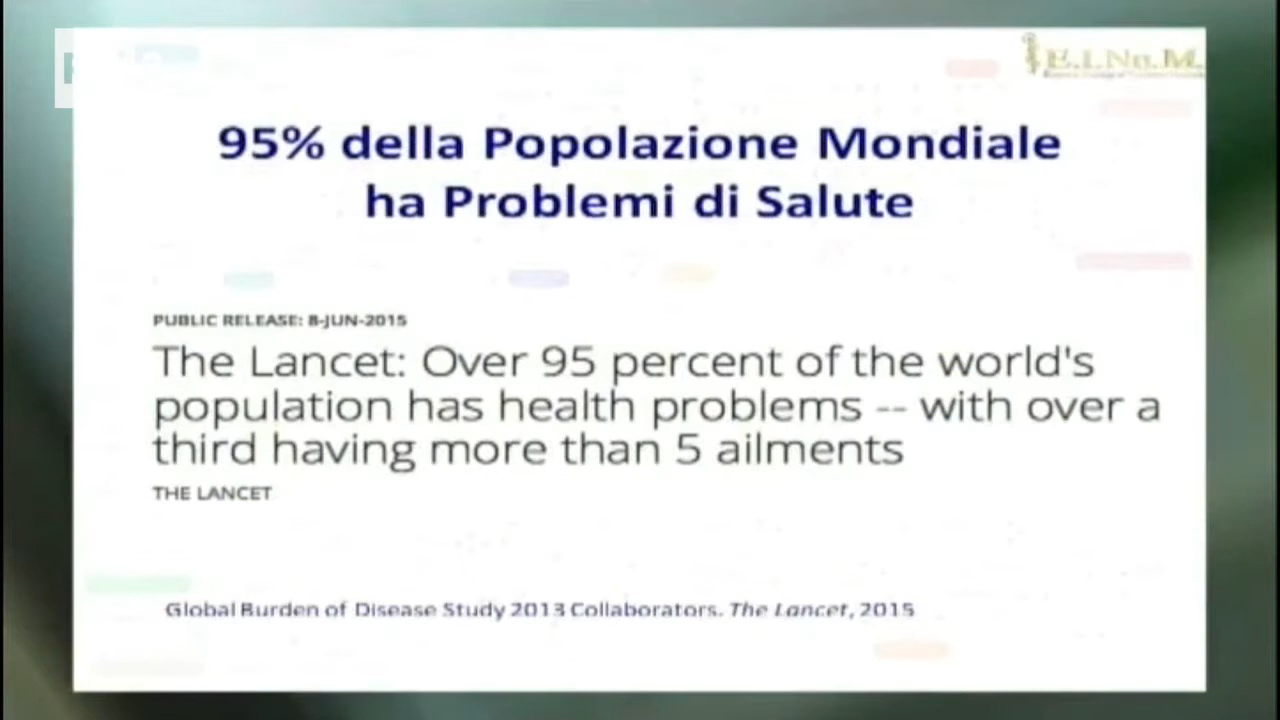 E.I.Nu.M.
95% della Popolazione Mondiale
ha Problemi di Salute
PUBLIC RELEASE: 8-JUN-2015
The Lancet: Over 95 percent of the world's
population has health problems -- with over a
third having more than 5 ailments
THE LANCET
Global Burden of Disease Study 2013 Collaborators. The Lancet, 2015